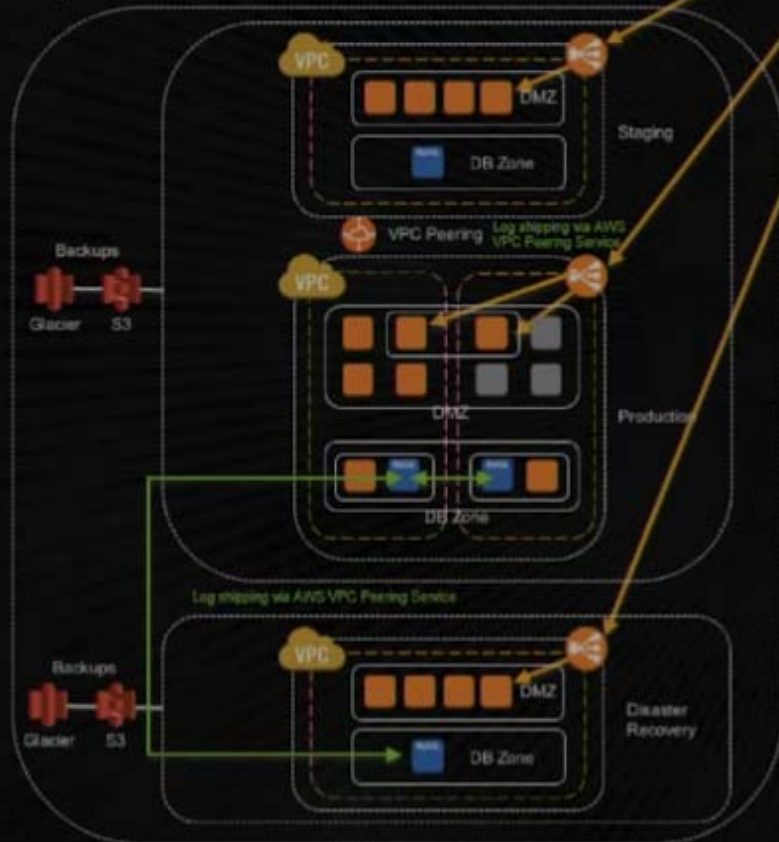 VPC
DMZ
Staging
DB Zone
VPC Peering
Log shipping via AWS
VPC Peering Service
Backups
Glacier
S3
VPC
DMZ
Production
DB Zone
Log shipping via AWS VPC Peering Service
Backups
Glacier
S3
VPC
DMZ
Disaster
Recovery
DB Zone